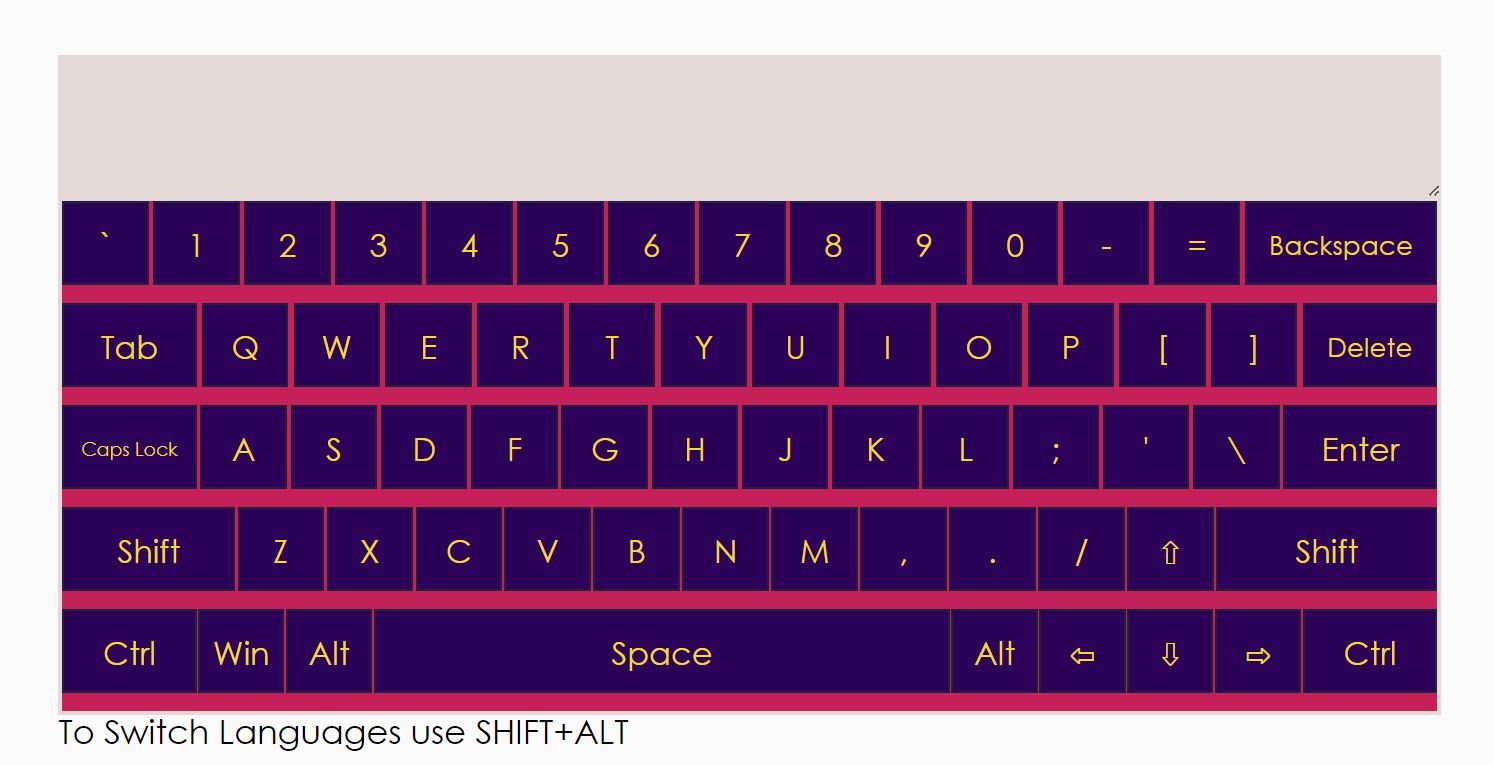 ` 1 2 3 4 5 6 7 8 9 0 - = Backspace
Tab Q W E R T Y U I O P [ ] Delete
Caps Lock A S D F G H J K L ; ' \ Enter
Shift Z X C V B N M , . / ⇧ Shift
Ctrl Win Alt Space Alt ⇦ ⇩ ⇨ Ctrl
To Switch Languages use SHIFT+ALT